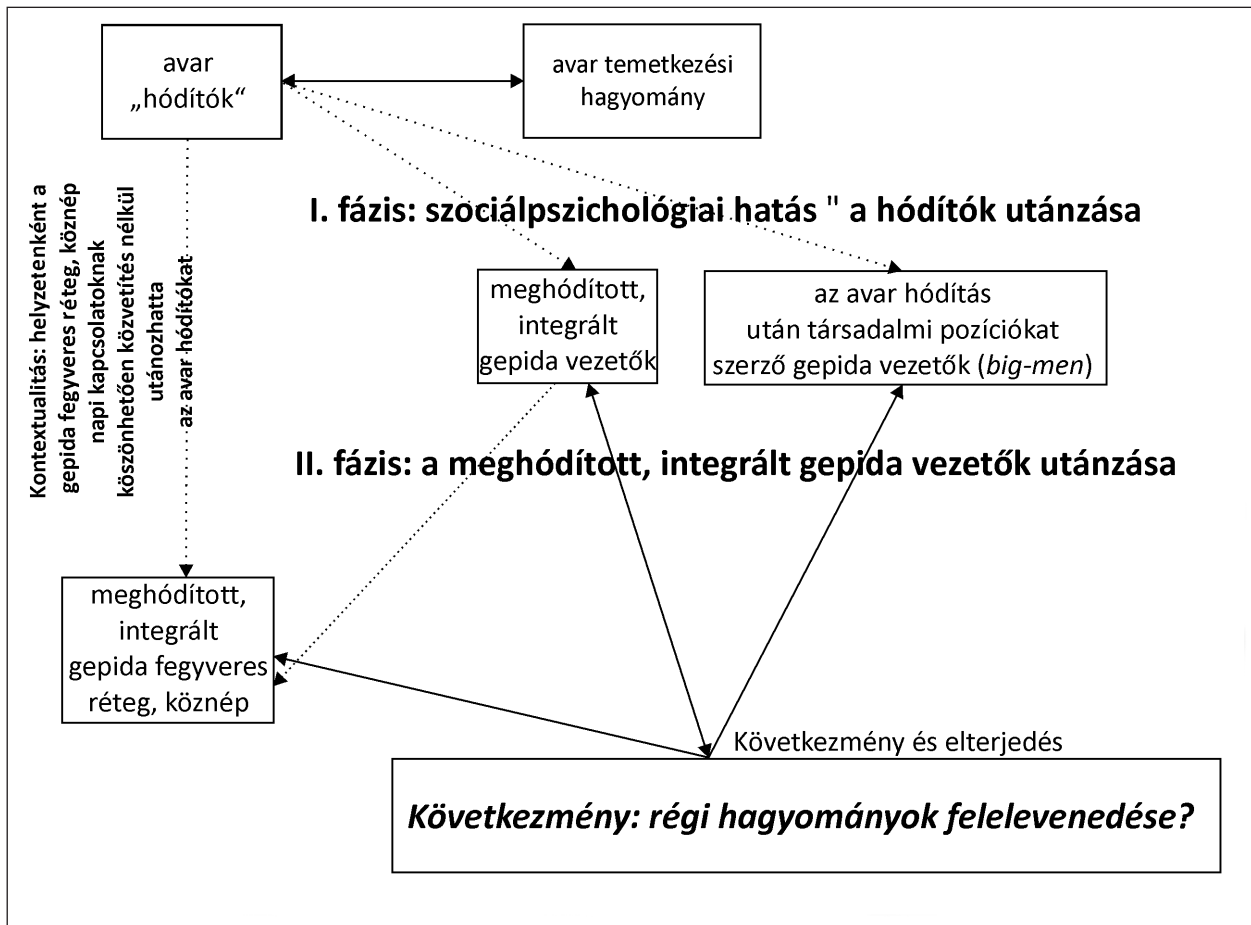 avar
„hódítók“
avar temetkezési
hagyomány
I. fázis: szociálpszichológiai hatás " a hódítók utánzása
Kontextualitás: helyzetenként a
gepida fegyveres réteg, köznép
napi kapcsolatoknak
köszönhetően közvetítés nélkül
utánozhatta
az avar hódítókat
meghódított,
integrált
gepida vezetők
az avar hódítás
után társadalmi pozíciókat
szerző gepida vezetők (big-men)
II. fázis: a meghódított, integrált gepida vezetők utánzása
meghódított,
integrált
gepida fegyveres
réteg, köznép
Következmény és elterjedés
Következmény: régi hagyományok felelevenedése?